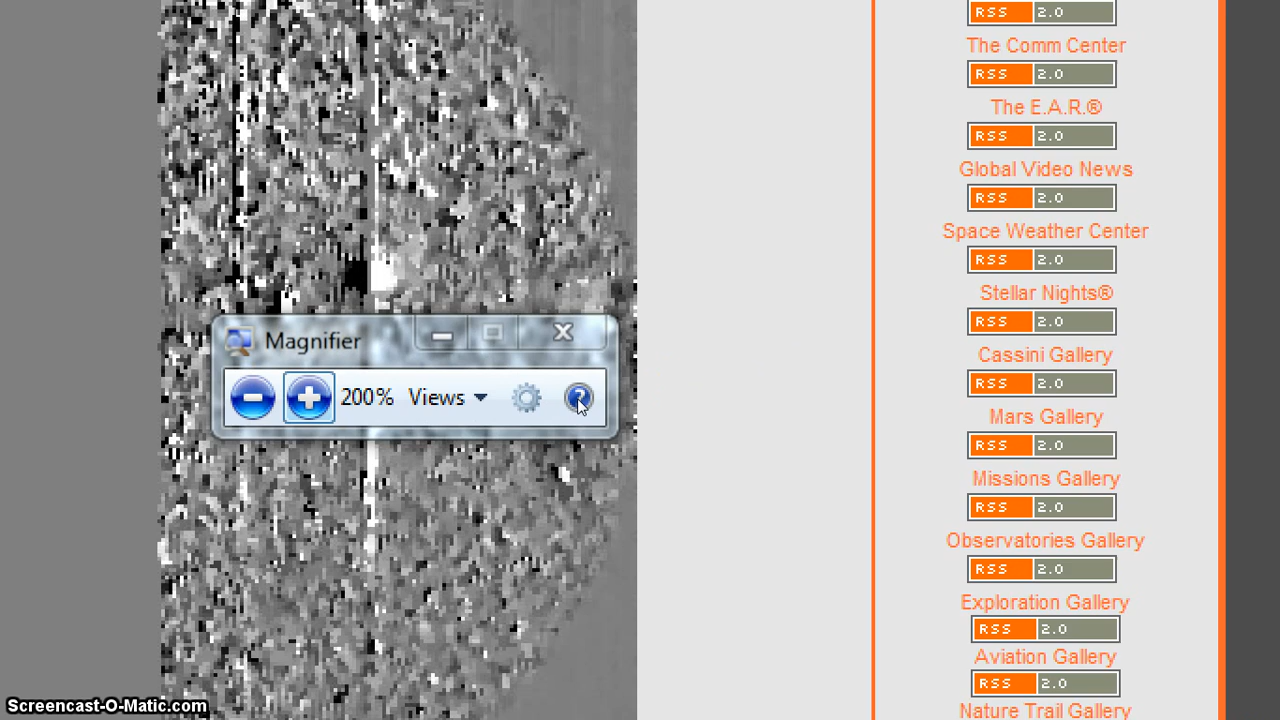 RSS 2.0
The Comm Center
RSS 2.0
The E.A.R.®
RSS 2.0
Global Video News
RSS 2.0
Space Weather Center
RSS 2.0
Stellar Nights®
RSS 2.0
Magnifier
Cassini Gallery
RSS 2.0
200% Views
Mars Gallery
RSS 2.0
Missions Gallery
RSS 2.0
Observatories Gallery
RSS 2.0
Exploration Gallery
RSS 2.0
Aviation Gallery
RSS 2.0
Nature Trail Gallery
Screencast-O-Matic.com